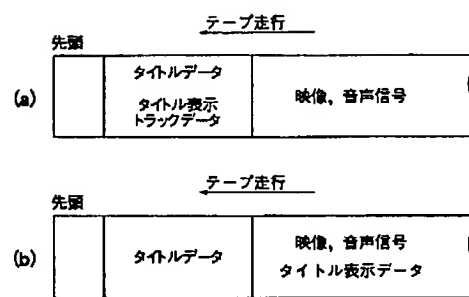 テープ走行
先頭
(a)
タイトルデータ
タイトル表示
トラックデータ
映像，音声信号
テープ走行
先頭
(b)
タイトルデータ
映像，音声信号
タイトル表示データ